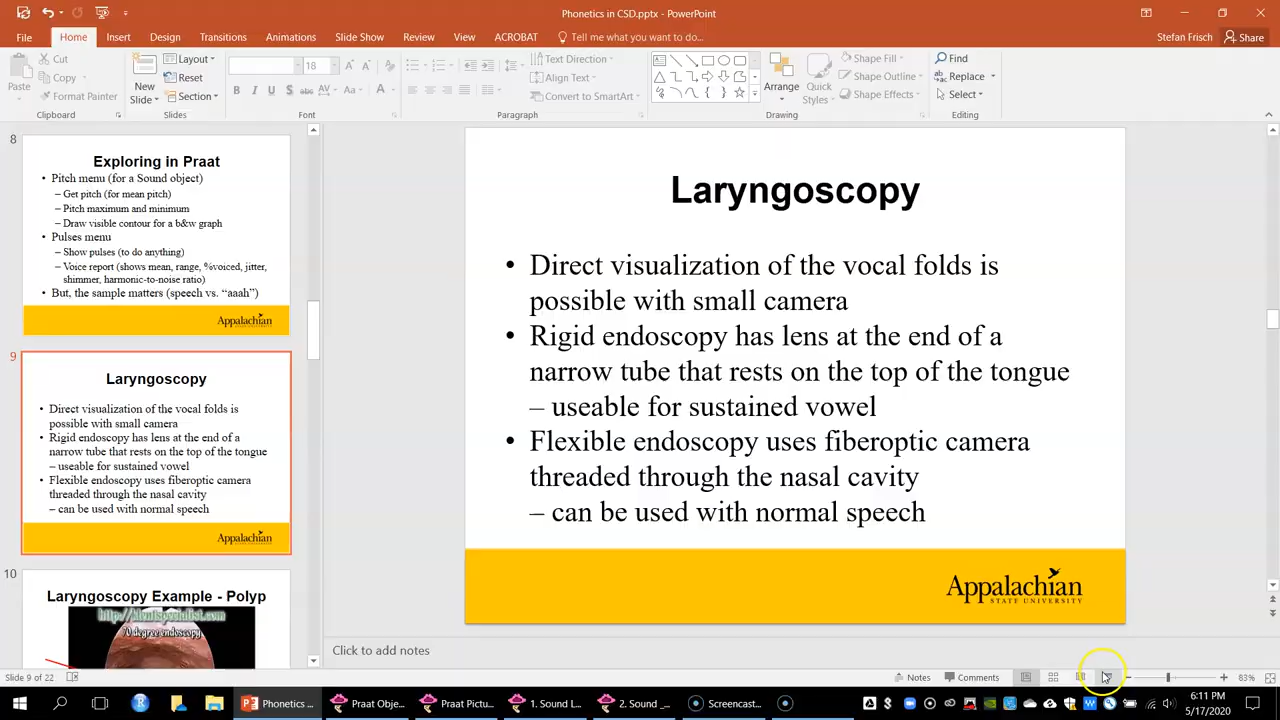 Phonetics in CSD.pptx - PowerPoint
File Home Insert Design Transitions Animations Slide Show Review View ACROBAT Tell me what you want to do... Stefan Frisch Share
Paste
Cut
Copy
Format Painter
Clipboard
New Slide
Layout
Reset
Section
Slides
18
B I U S abc AV Aa A
Font
Text Direction
Align Text
Convert to SmartArt
Paragraph
Arrange
Quick Styles
Shape Fill
Shape Outline
Shape Effects
Drawing
Find
Replace
Select
Editing
8
Exploring in Praat
• Pitch menu (for a Sound object)
– Get pitch (for mean pitch)
– Pitch maximum and minimum
– Draw visible contour for a b&w graph
• Pulses menu
– Show pulses (to do anything)
– Voice report (shows mean, range, %voiced, jitter,
shimmer, harmonic-to-noise ratio)
• But, the sample matters (speech vs. “aaah”)
Appalachian
9
Laryngoscopy
• Direct visualization of the vocal folds is
possible with small camera
• Rigid endoscopy has lens at the end of a
narrow tube that rests on the top of the tongue
– useable for sustained vowel
• Flexible endoscopy uses fiberoptic camera
threaded through the nasal cavity
– can be used with normal speech
Appalachian
10
Laryngoscopy Example - Polyp
http://klentspecialist.com
70 degree endoscopy
Laryngoscopy
• Direct visualization of the vocal folds is
possible with small camera
• Rigid endoscopy has lens at the end of a
narrow tube that rests on the top of the tongue
– useable for sustained vowel
• Flexible endoscopy uses fiberoptic camera
threaded through the nasal cavity
– can be used with normal speech
Appalachian
STATE UNIVERSITY
Click to add notes
Slide 9 of 22
Notes Comments 83%
Phonetics ... Praat Obje... Praat Pictu... 1. Sound L... 2. Sound _... Screencast...
6:11 PM
5/17/2020